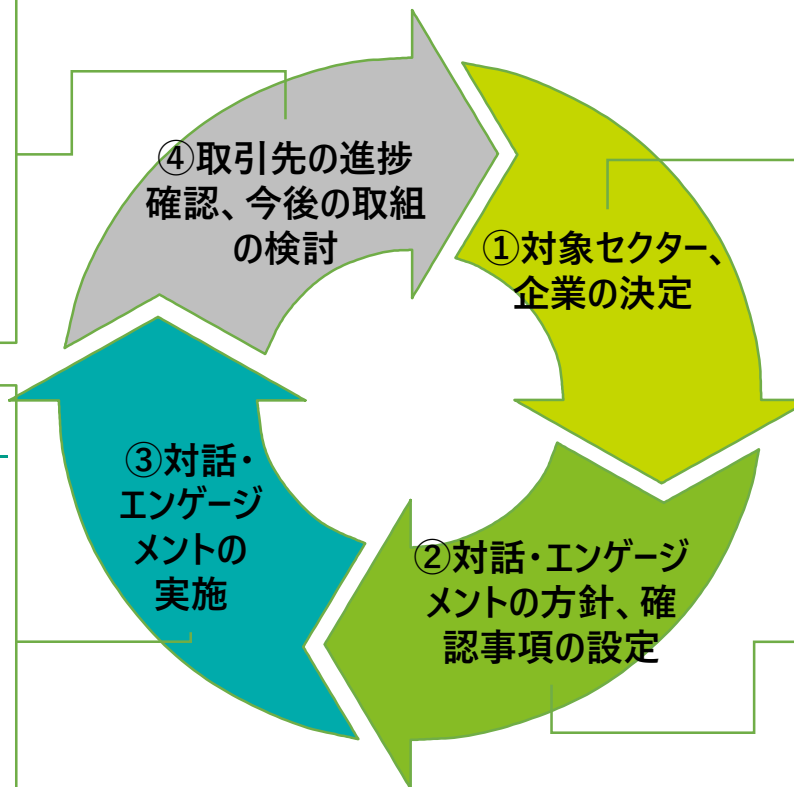 ④取引先の進捗
確認、今後の取組
の検討
①対象セクター、
企業の決定
③対話・
エンゲージ
メントの
実施
②対話・エンゲージ
メントの方針、確
認事項の設定